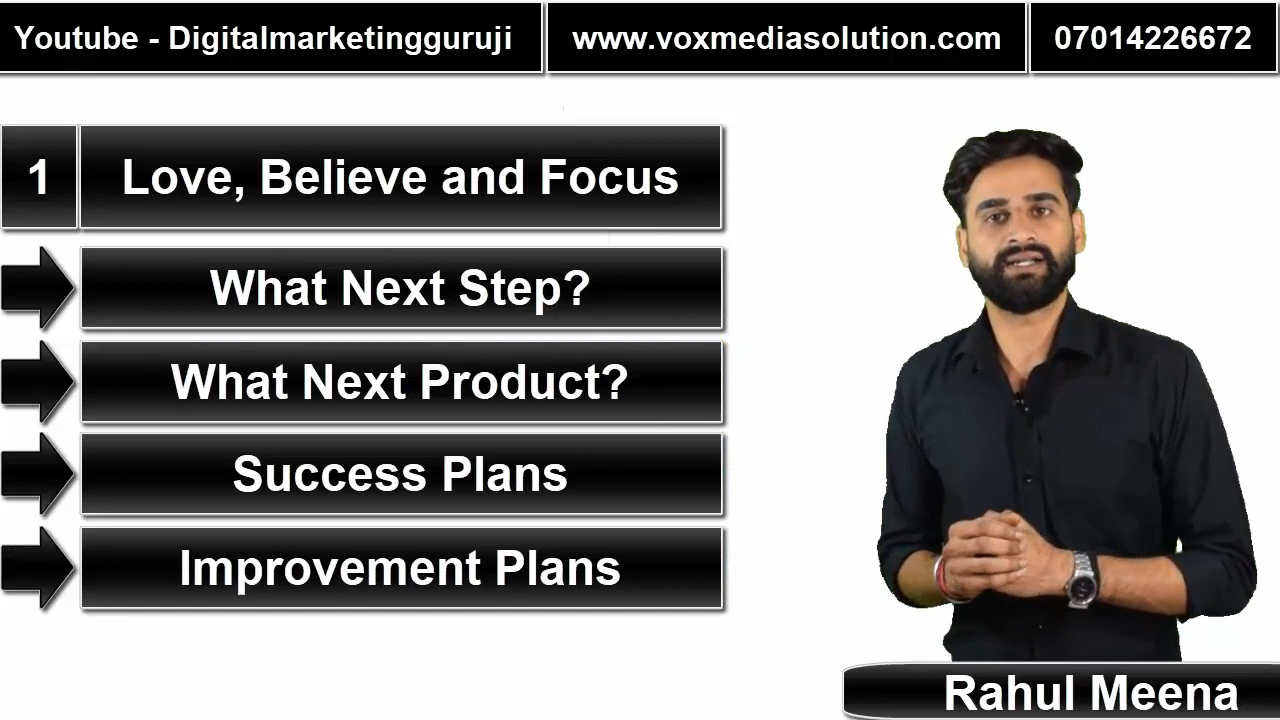 Youtube - Digitalmarketingguruji
www.voxmediasolution.com
07014226672
1
Love, Believe and Focus
What Next Step?
What Next Product?
Success Plans
Improvement Plans
Rahul Meena